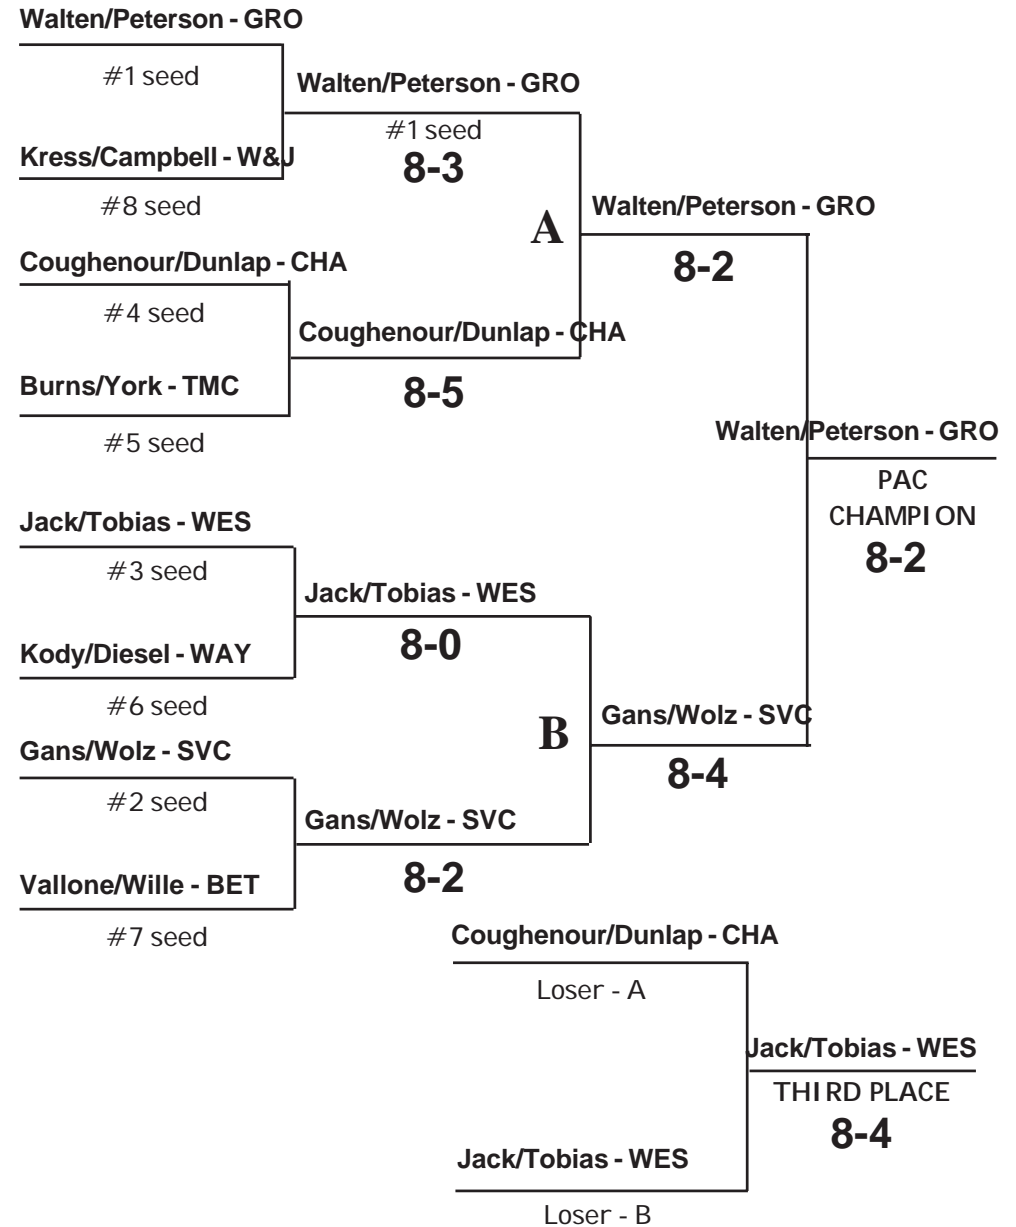 Walten/Peterson - GRO
#1 seed
Walten/Peterson - GRO
#1 seed
Kress/Campbell - W&J
8-3
#8 seed
Walten/Peterson - GRO
A
Coughenour/Dunlap - CHA
8-2
#4 seed
Coughenour/Dunlap - CHA
Burns/York - TMC
8-5
#5 seed
Walten/Peterson - GRO
PAC
CHAMPION
8-2
Jack/Tobias - WES
#3 seed
Jack/Tobias - WES
8-0
Kody/Diesel - WAY
#6 seed
Gans/Wolz - SVC
B
Gans/Wolz - SVC
8-4
#2 seed
Gans/Wolz - SVC
8-2
Vallone/Wille - BET
#7 seed
Coughenour/Dunlap - CHA
Loser - A
Jack/Tobias - WES
THIRD PLACE
8-4
Jack/Tobias - WES
Loser - B